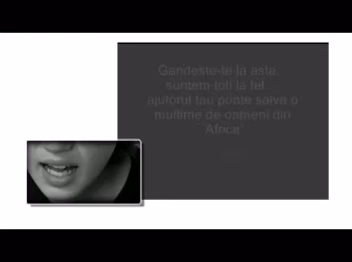 Gandeste-te la asta,
suntem toti la fel
ajutorul tau poate salva o
multime de oameni din
Africa"